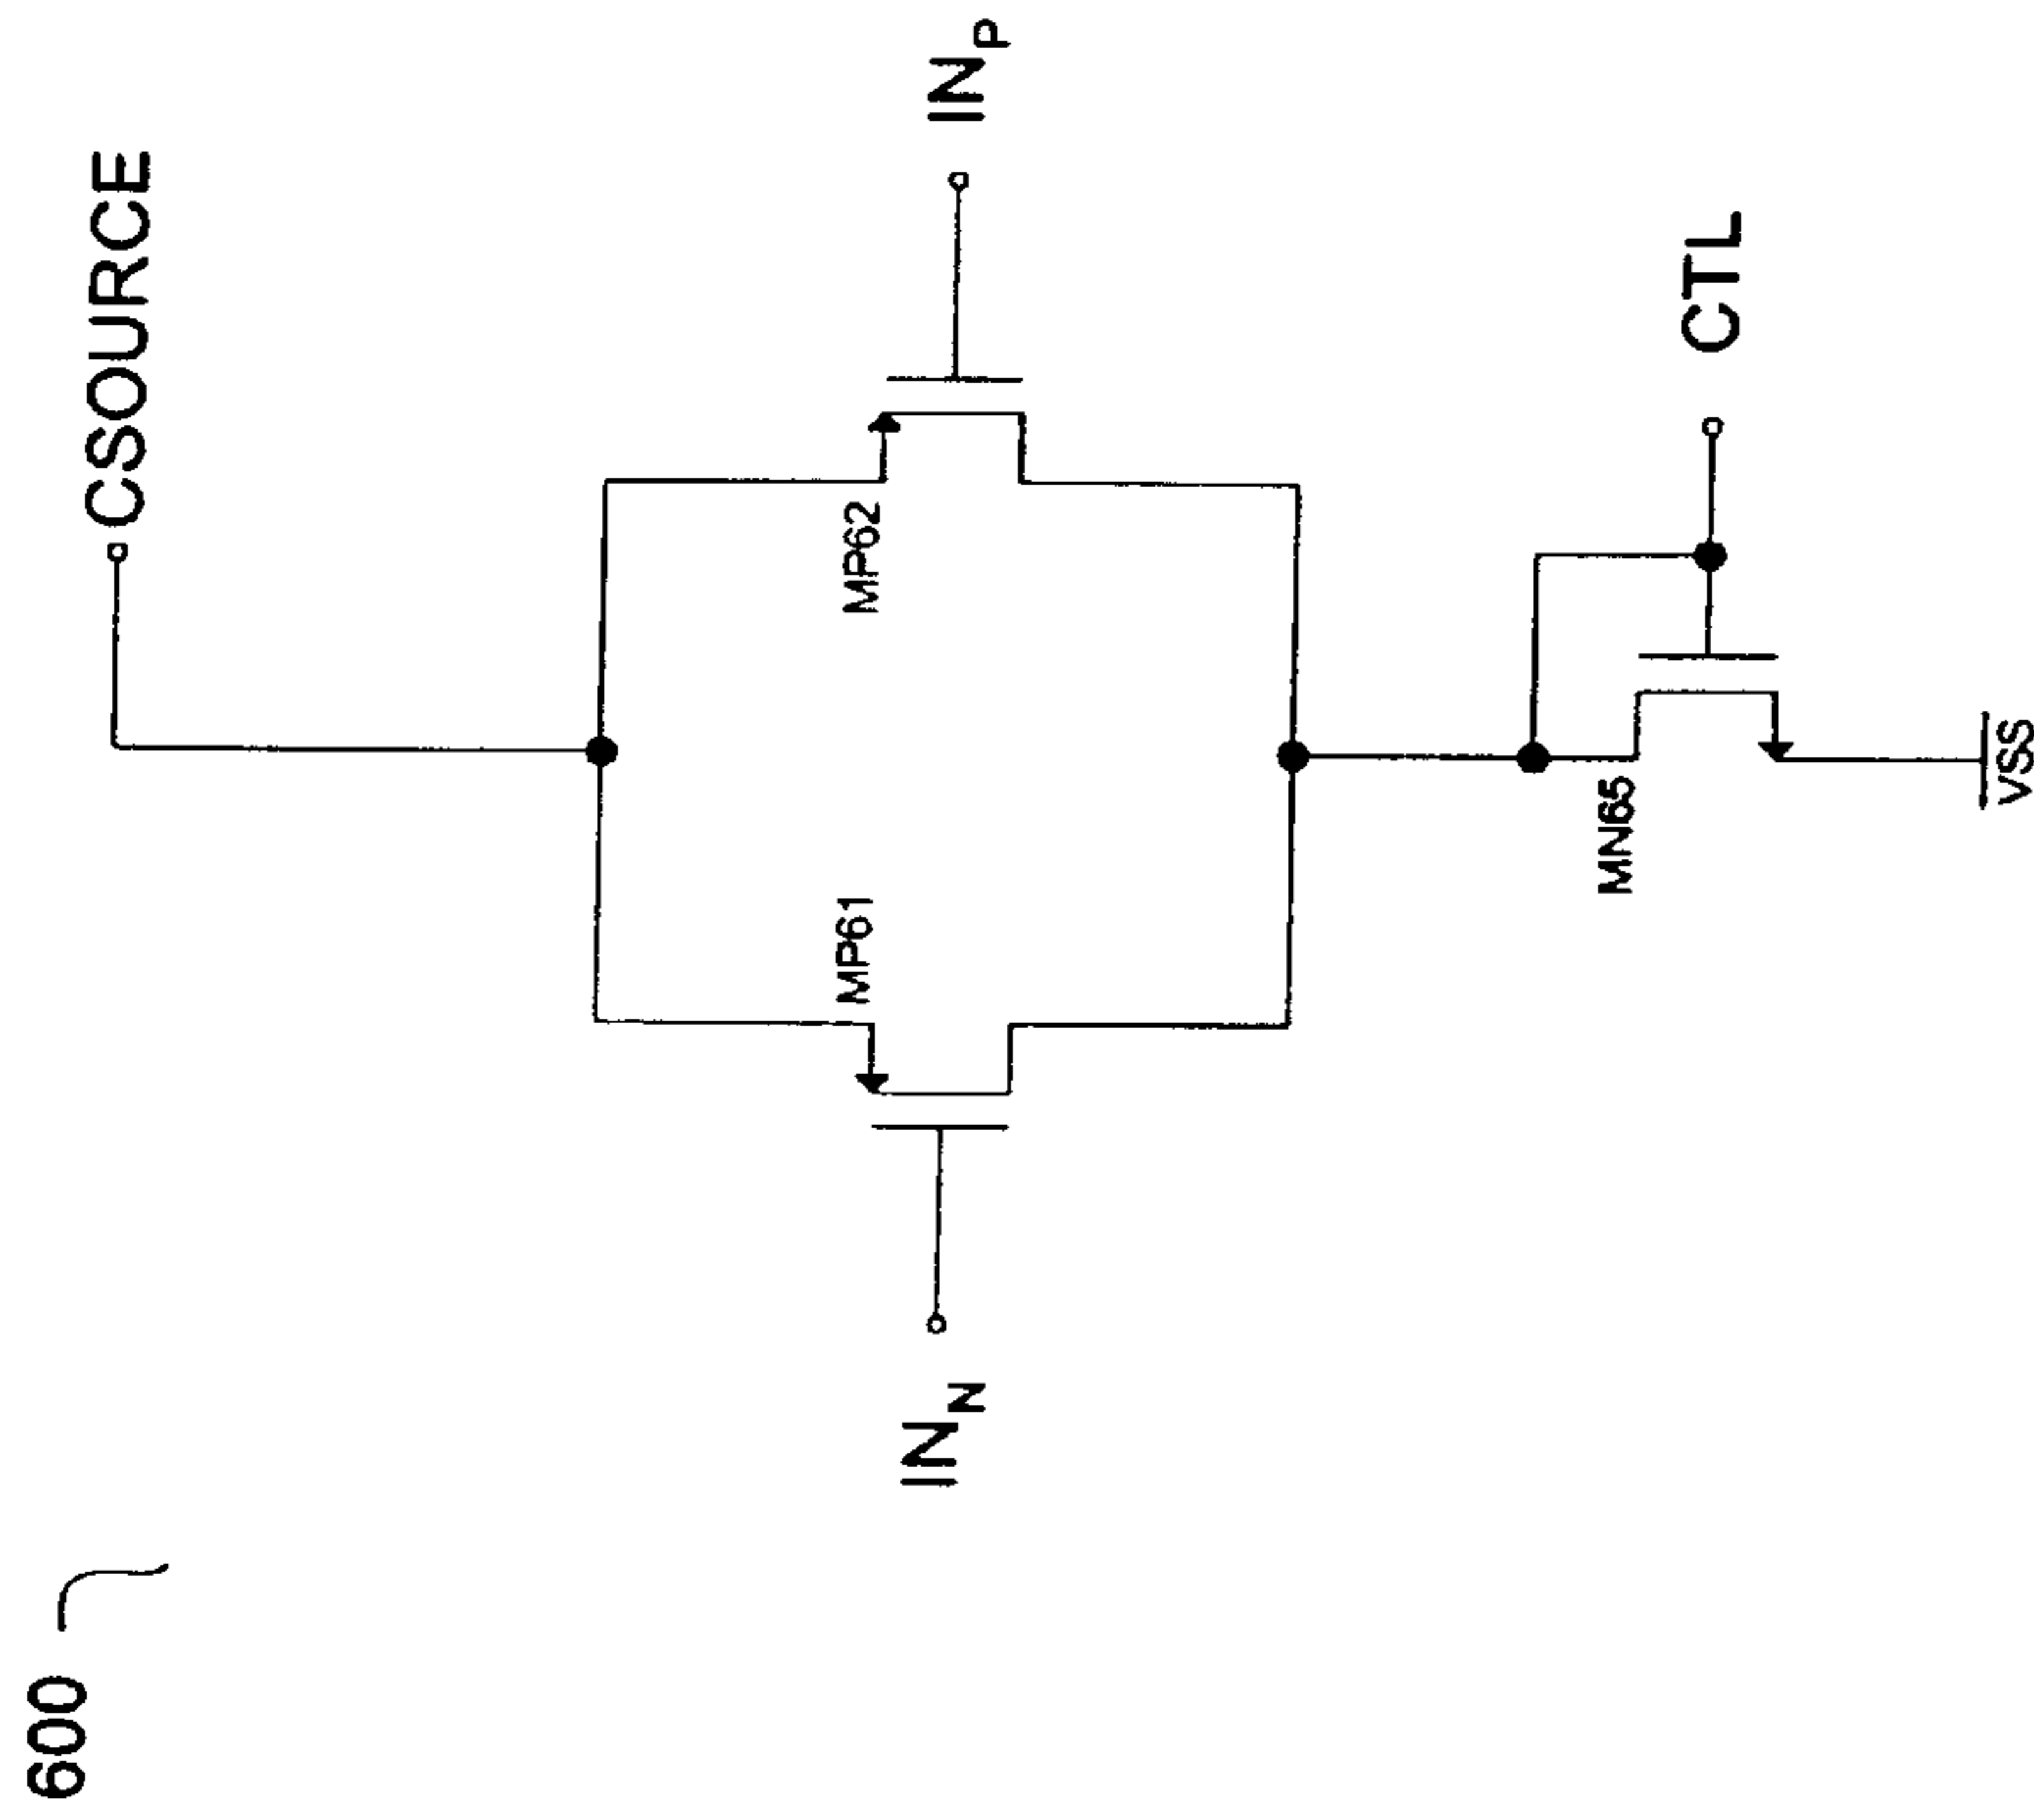 600
CSOURCE
MP61
MP62
IN_N
IN_P
MN65
CTL
VSS